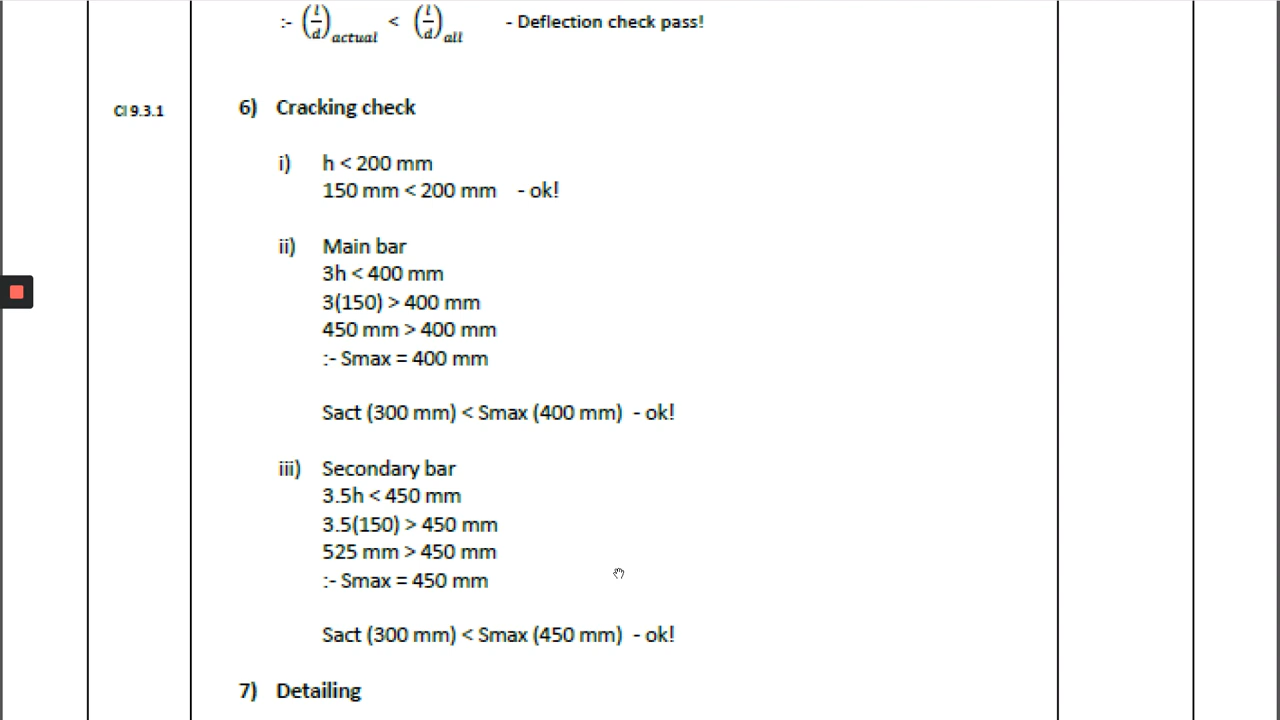 :- (l/d)actual < (l/d)all - Deflection check pass!
Cl 9.3.1
6) Cracking check
i) h < 200 mm
150 mm < 200 mm - ok!
ii) Main bar
3h < 400 mm
3(150) > 400 mm
450 mm > 400 mm
:- Smax = 400 mm
Sact (300 mm) < Smax (400 mm) - ok!
iii) Secondary bar
3.5h < 450 mm
3.5(150) > 450 mm
525 mm > 450 mm
:- Smax = 450 mm
Sact (300 mm) < Smax (450 mm) - ok!
7) Detailing